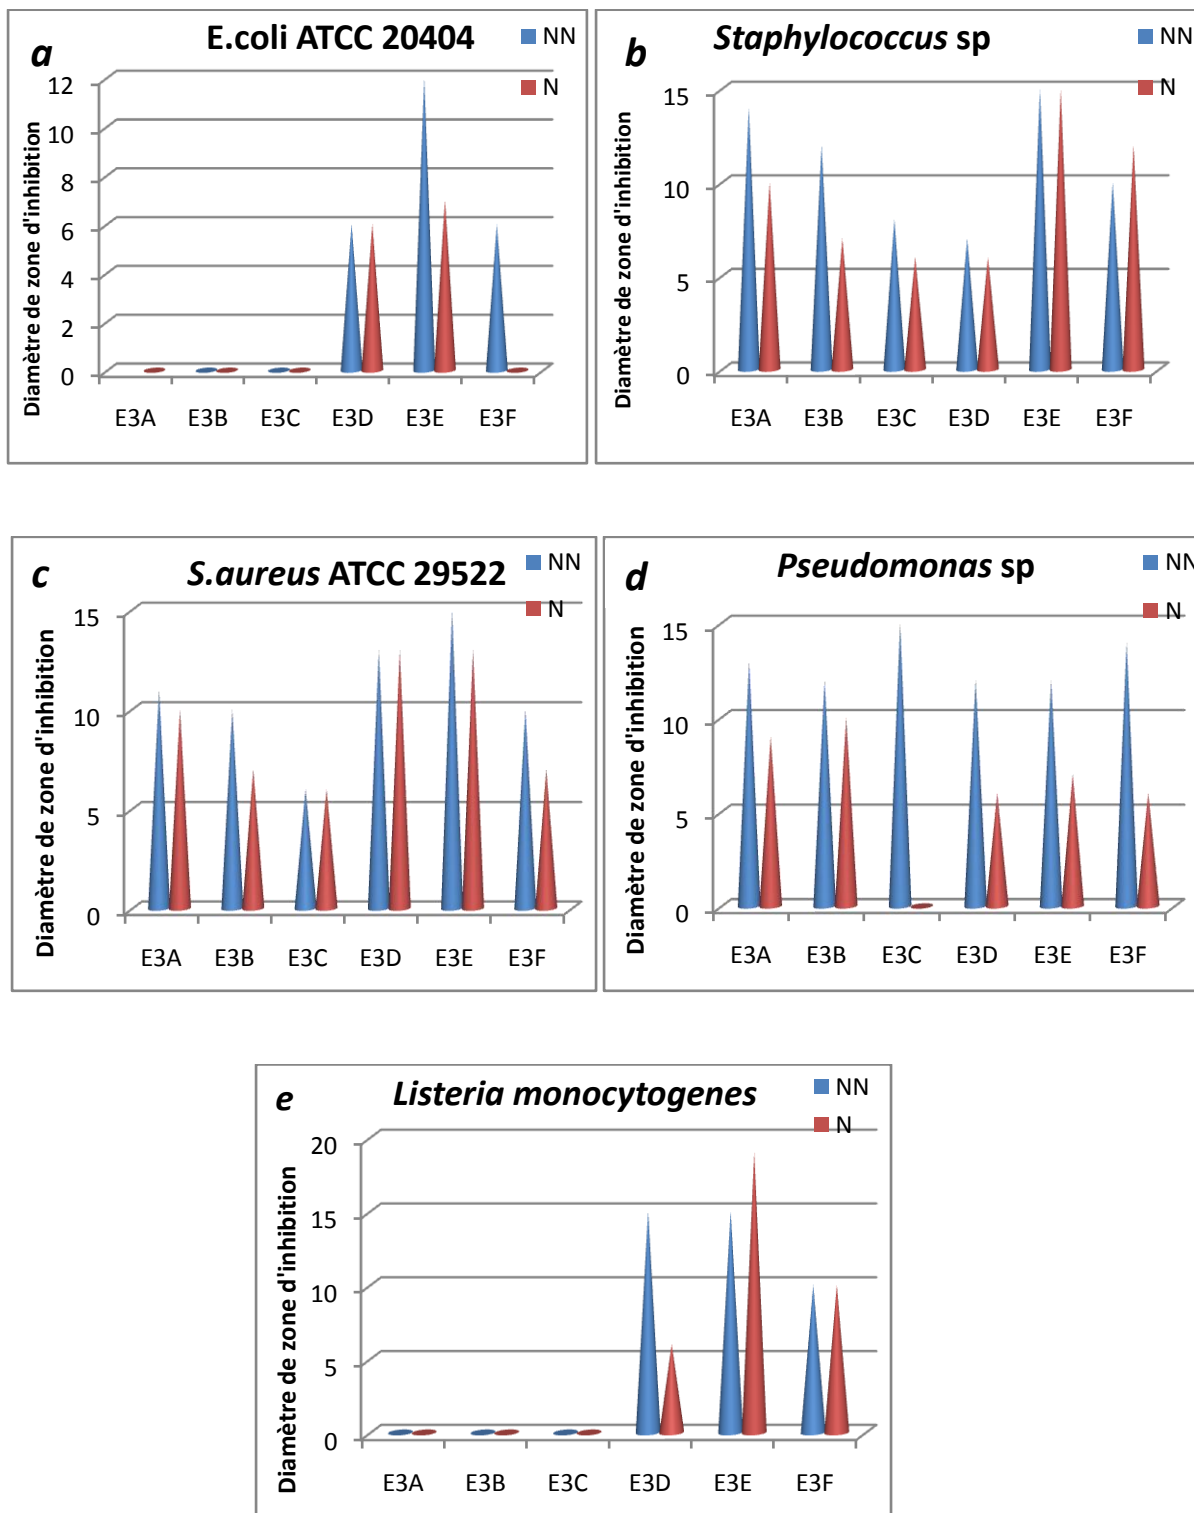 a
E.coli ATCC 20404
NN
N
Diamètre de zone d'inhibition
12
10
8
6
4
2
0
E3A E3B E3C E3D E3E E3F
b
Staphylococcus sp
NN
N
Diamètre de zone d'inhibition
15
10
5
0
E3A E3B E3C E3D E3E E3F
c
S.aureus ATCC 29522
NN
N
Diamètre de zone d'inhibition
15
10
5
0
E3A E3B E3C E3D E3E E3F
d
Pseudomonas sp
NN
N
Diamètre de zone d'inhibition
15
10
5
0
E3A E3B E3C E3D E3E E3F
e
Listeria monocytogenes
NN
N
Diamètre de zone d'inhibition
20
15
10
5
0
E3A E3B E3C E3D E3E E3F